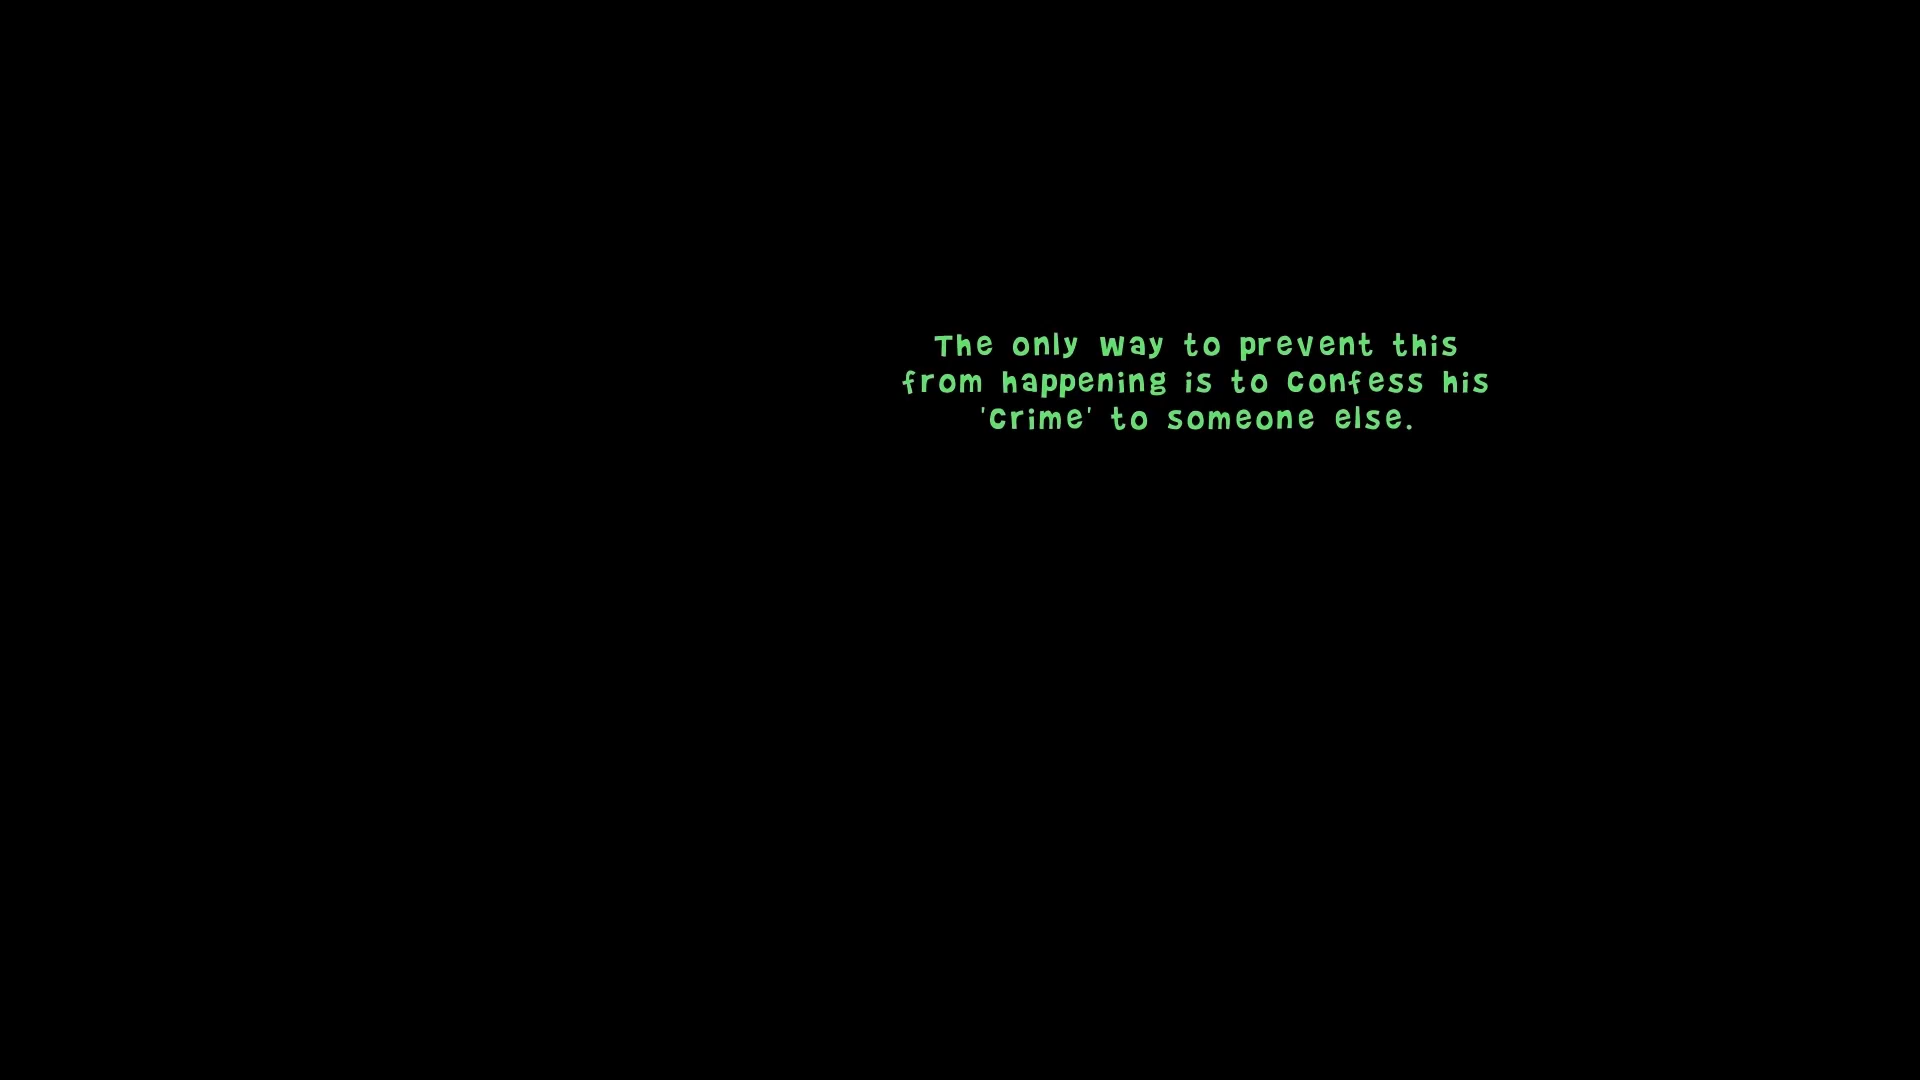 The only way to prevent this
from happening is to confess his
'crime' to someone else.